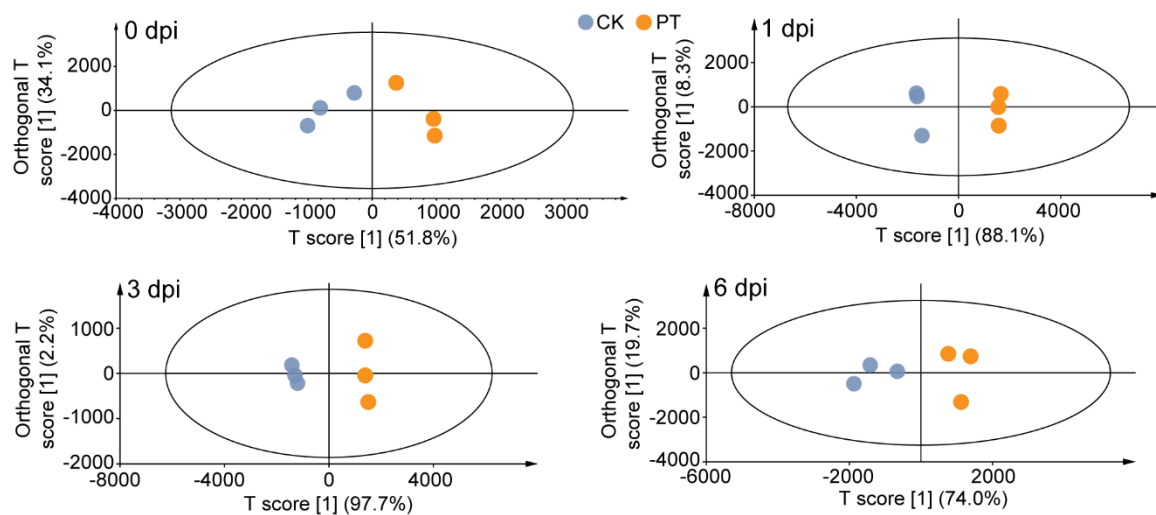 CK PT
0 dpi
Orthogonal T
score [1] (34.1%)
2000
0
-2000
-4000
-4000 -3000 -2000 -1000 0 1000 2000 3000
T score [1] (51.8%)
1 dpi
Orthogonal T
score [1] (8.3%)
2000
0
-2000
-4000
-8000 -4000 0 4000
T score [1] (88.1%)
3 dpi
Orthogonal T
score [1] (2.2%)
1000
0
-1000
-2000
-8000 -4000 0 4000
T score [1] (97.7%)
6 dpi
Orthogonal T
score [1] (19.7%)
2000
0
-2000
-4000
-6000 -2000 0 2000
T score [1] (74.0%)